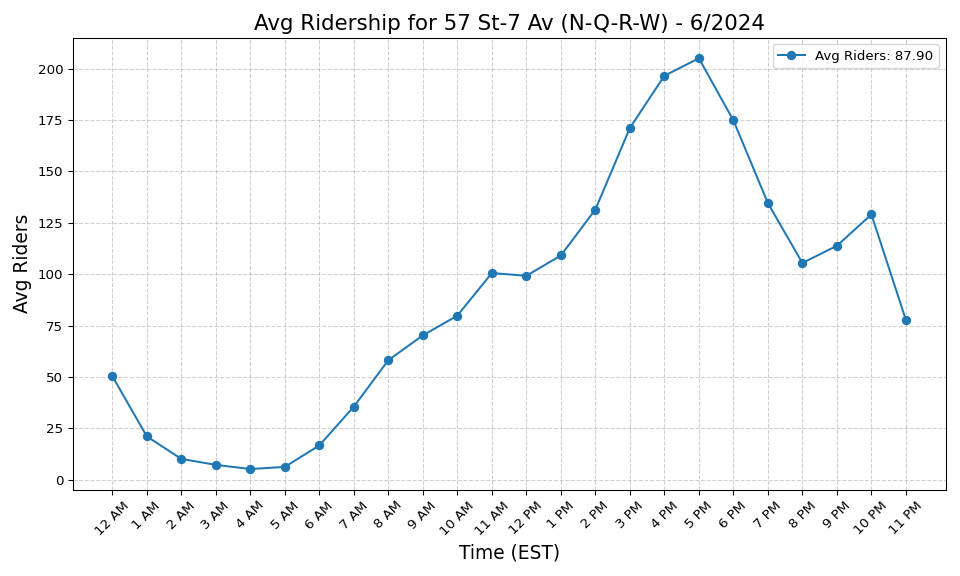 Avg Ridership for 57 St-7 Av (N-Q-R-W) - 6/2024
Avg Riders: 87.90
Avg Riders
200
175
150
125
100
75
50
25
0
12 AM 1 AM 2 AM 3 AM 4 AM 5 AM 6 AM 7 AM 8 AM 9 AM 10 AM 11 AM 12 PM 1 PM 2 PM 3 PM 4 PM 5 PM 6 PM 7 PM 8 PM 9 PM 10 PM 11 PM
Time (EST)